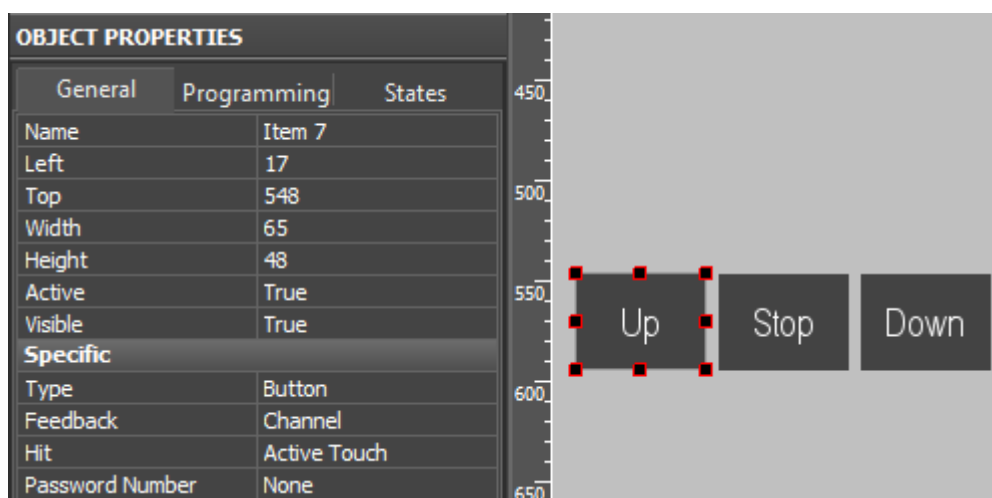 OBJECT PROPERTIES
General Programming States
Name Item 7
Left 17
Top 548
Width 65
Height 48
Active True
Visible True
Specific
Type Button
Feedback Channel
Hit Active Touch
Password Number None
450
500
550
600
650
Up Stop Down